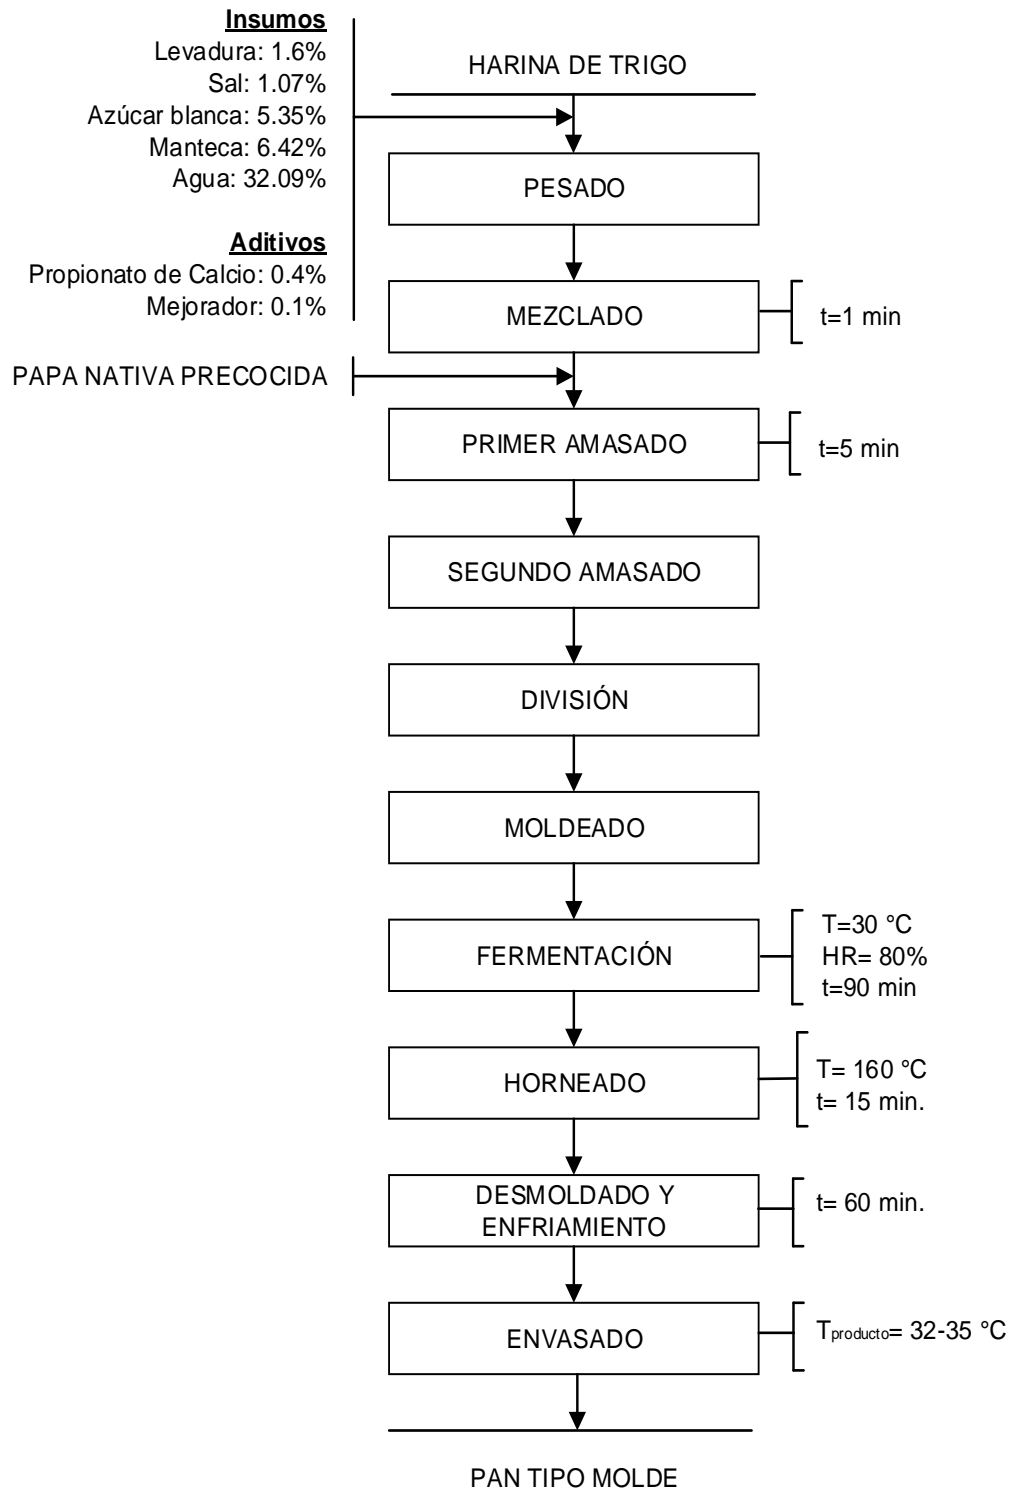 Insumos
Levadura: 1.6%
Sal: 1.07%
Azúcar blanca: 5.35%
Manteca: 6.42%
Agua: 32.09%
Aditivos
Propionato de Calcio: 0.4%
Mejorador: 0.1%
HARINA DE TRIGO
PESADO
MEZCLADO
t=1 min
PAPA NATIVA PRECOCIDA
PRIMER AMASADO
t=5 min
SEGUNDO AMASADO
DIVISIÓN
MOLDEADO
FERMENTACIÓN
T=30 °C
HR= 80%
t=90 min
HORNEADO
T= 160 °C
t= 15 min.
DESMOLDADO Y
ENFRIAMIENTO
t= 60 min.
ENVASADO
Tproducto= 32-35 °C
PAN TIPO MOLDE